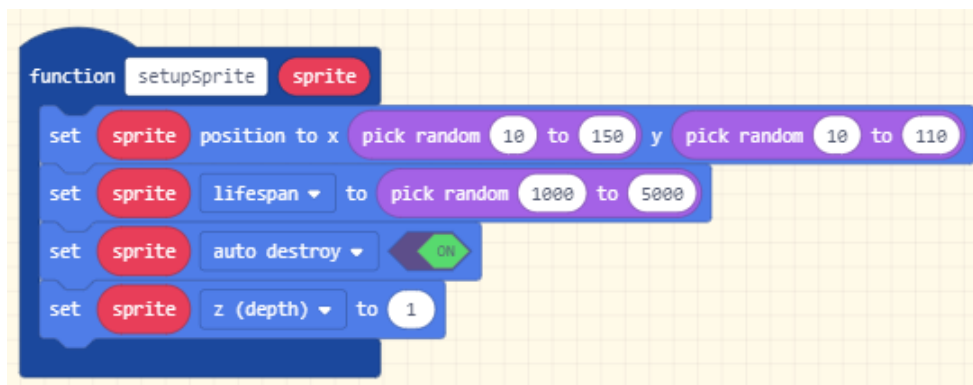 function setupSprite sprite
set sprite position to x pick random 10 to 150 y pick random 10 to 110
set sprite lifespan to pick random 1000 to 5000
set sprite auto destroy ON
set sprite z (depth) to 1